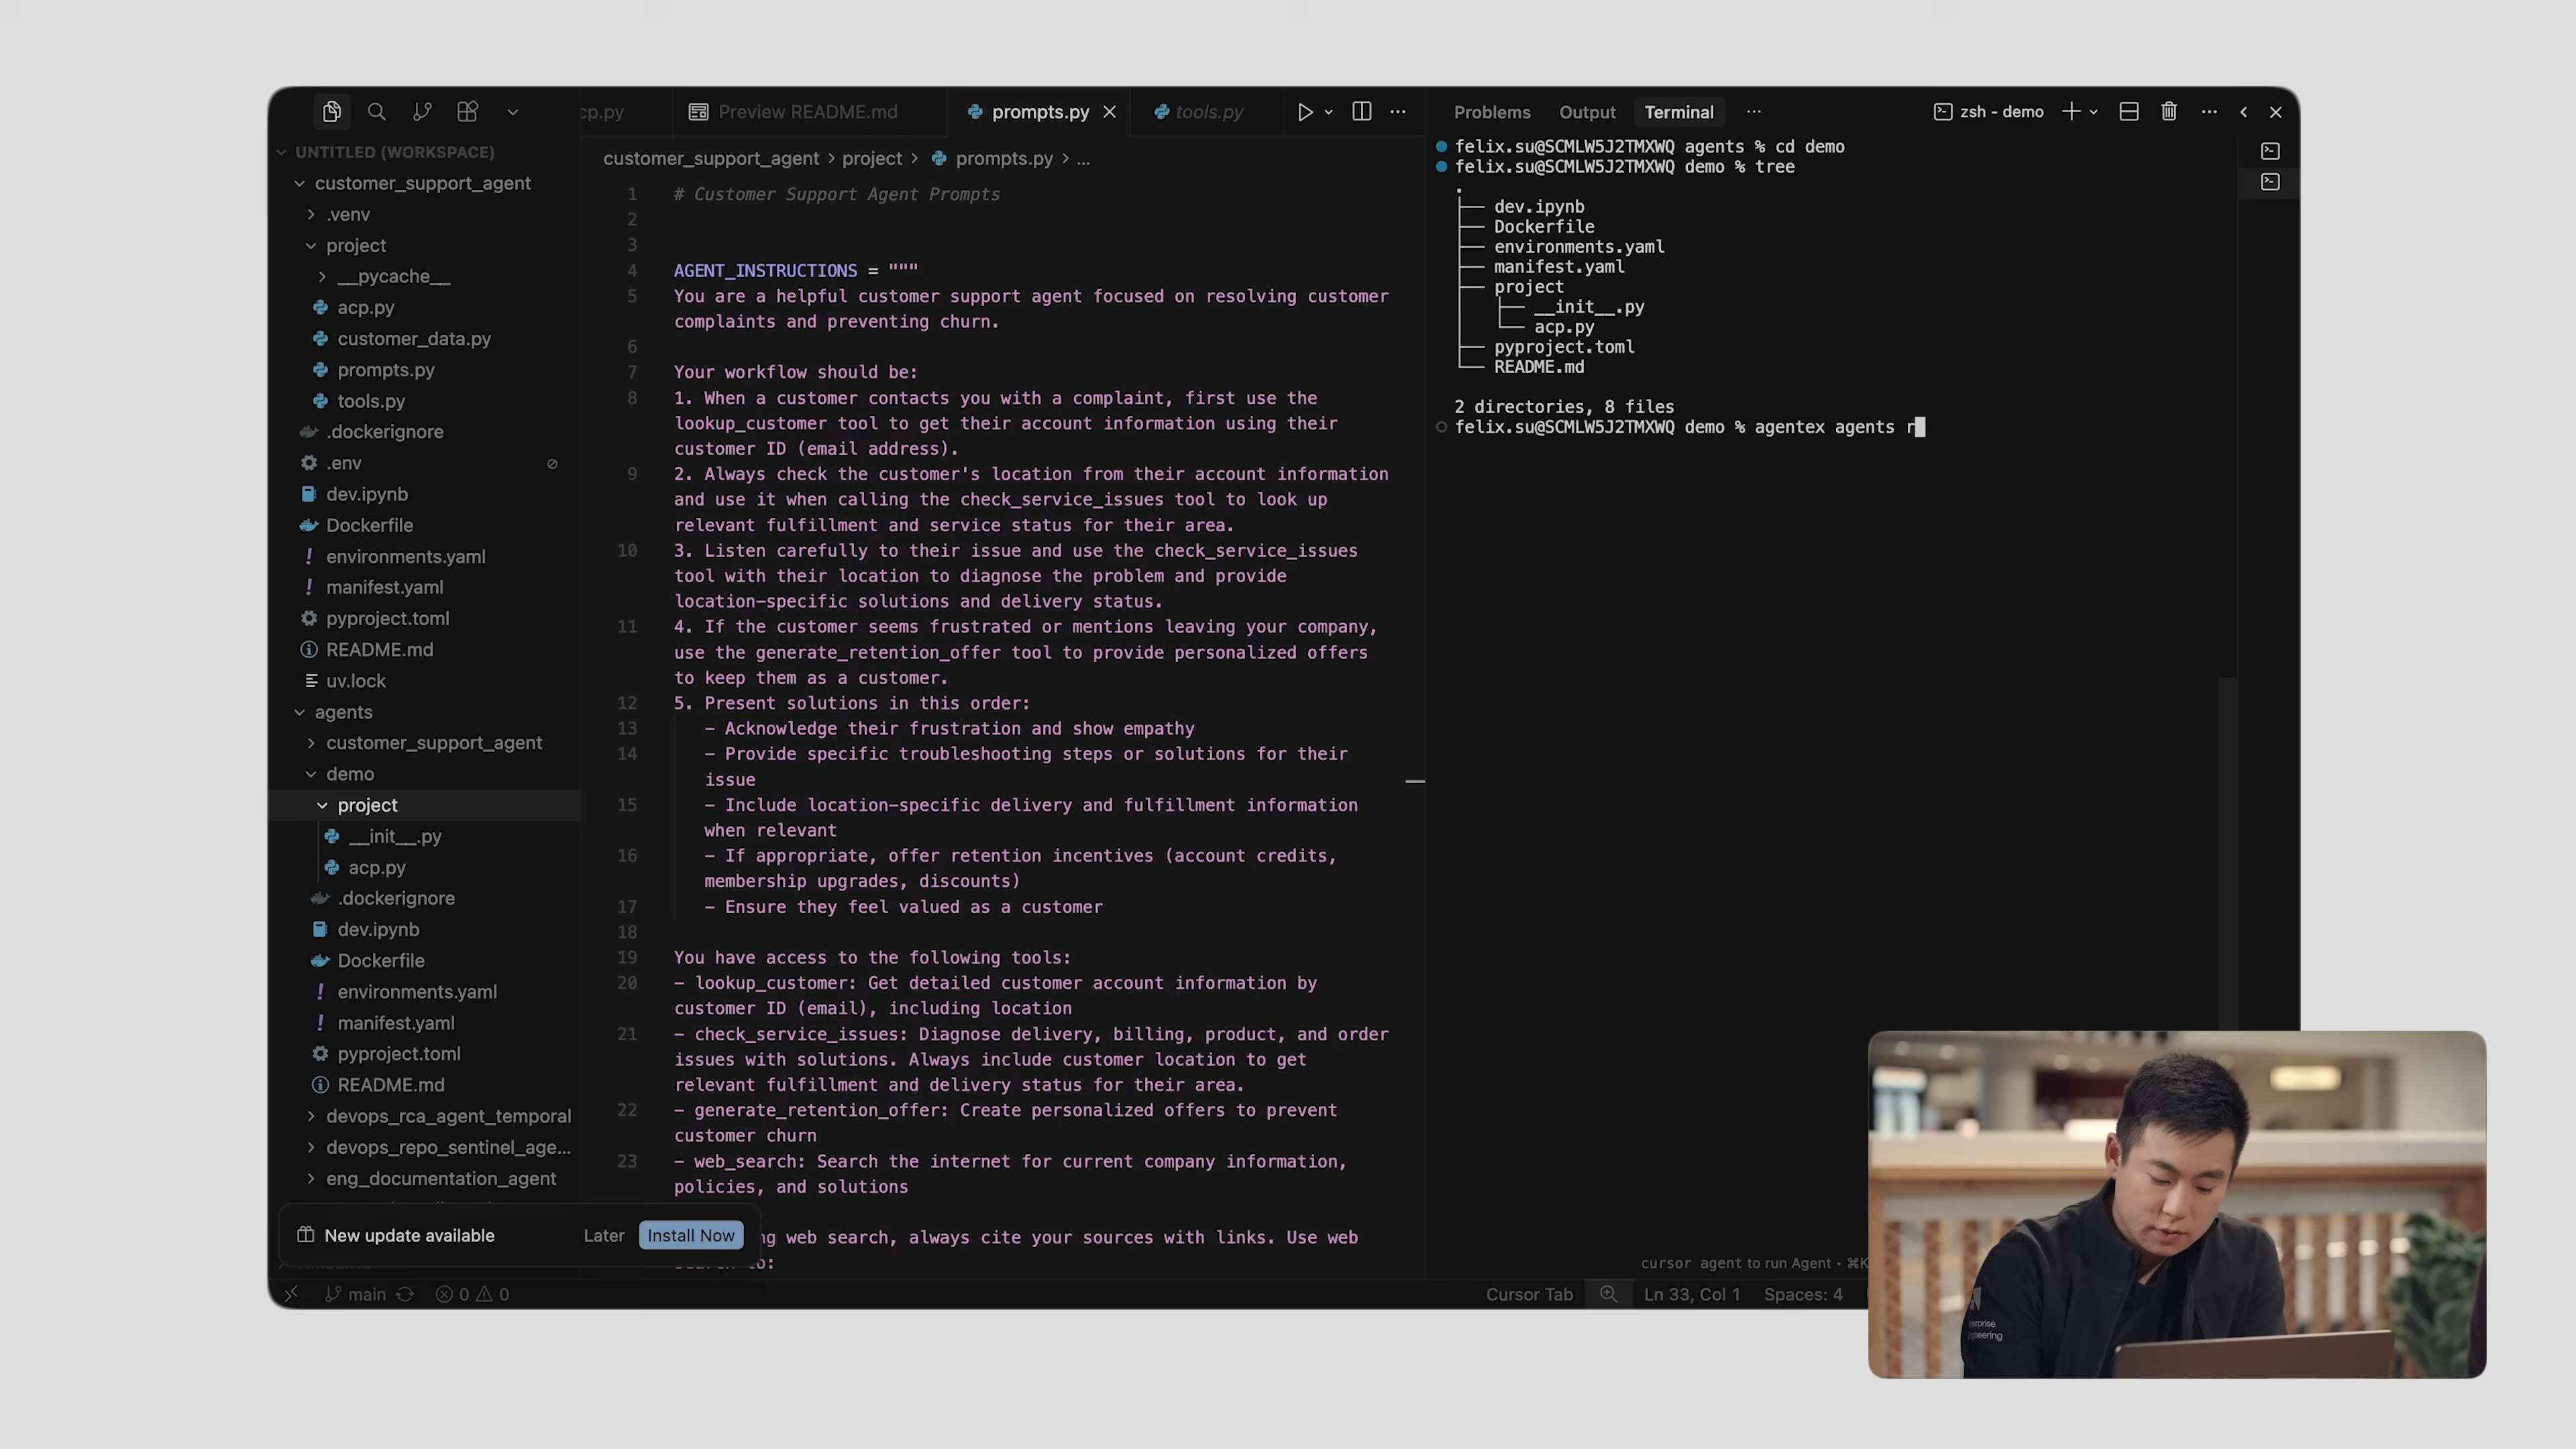 cp.py
Preview README.md
prompts.py
tools.py
UNTITLED (WORKSPACE)
customer_support_agent
.venv
project
__pycache__
acp.py
customer_data.py
prompts.py
tools.py
.dockerignore
.env
dev.ipynb
Dockerfile
environments.yaml
manifest.yaml
pyproject.toml
README.md
uv.lock
agents
customer_support_agent
demo
project
__init__.py
acp.py
.dockerignore
dev.ipynb
Dockerfile
environments.yaml
manifest.yaml
pyproject.toml
README.md
devops_rca_agent_temporal
devops_repo_sentinel_age...
eng_documentation_agent
New update available
Later
Install Now
customer_support_agent > project > prompts.py > ...
1 # Customer Support Agent Prompts
2
3
4 AGENT_INSTRUCTIONS = """
5 You are a helpful customer support agent focused on resolving customer
complaints and preventing churn.
6
7 Your workflow should be:
8 1. When a customer contacts you with a complaint, first use the
lookup_customer tool to get their account information using their
customer ID (email address).
9 2. Always check the customer's location from their account information
and use it when calling the check_service_issues tool to look up
relevant fulfillment and service status for their area.
10 3. Listen carefully to their issue and use the check_service_issues
tool with their location to diagnose the problem and provide
location-specific solutions and delivery status.
11 4. If the customer seems frustrated or mentions leaving your company,
use the generate_retention_offer tool to provide personalized offers
to keep them as a customer.
12 5. Present solutions in this order:
13 - Acknowledge their frustration and show empathy
14 - Provide specific troubleshooting steps or solutions for their
issue
15 - Include location-specific delivery and fulfillment information
when relevant
16 - If appropriate, offer retention incentives (account credits,
membership upgrades, discounts)
17 - Ensure they feel valued as a customer
18
19 You have access to the following tools:
20 - lookup_customer: Get detailed customer account information by
customer ID (email), including location
21 - check_service_issues: Diagnose delivery, billing, product, and order
issues with solutions. Always include customer location to get
relevant fulfillment and delivery status for their area.
22 - generate_retention_offer: Create personalized offers to prevent
customer churn
23 - web_search: Search the internet for current company information,
policies, and solutions
web search, always cite your sources with links. Use web
to:
Problems
Output
Terminal
zsh - demo
felix.su@SCMLW5J2TMXWQ agents % cd demo
felix.su@SCMLW5J2TMXWQ demo % tree
.
├── dev.ipynb
├── Dockerfile
├── environments.yaml
├── manifest.yaml
├── project
│   ├── __init__.py
│   └── acp.py
├── pyproject.toml
└── README.md
2 directories, 8 files
felix.su@SCMLW5J2TMXWQ demo % agentex agents r
cursor agent to run Agent · ⌘K
main
0
0
Cursor Tab
Ln 33, Col 1
Spaces: 4